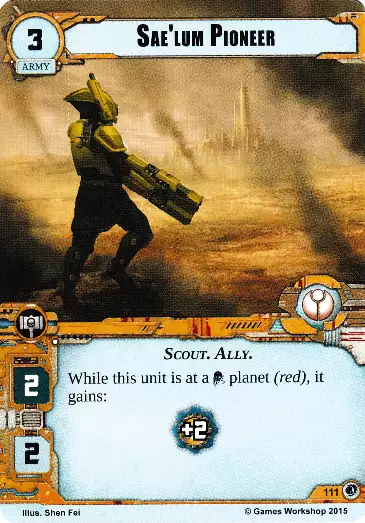 3
SAE'LUM PIONEER
ARMY
SCOUT. ALLY.
2
While this unit is at a planet (red), it
gains:
+2
2
111
Illus. Shen Fei
© Games Workshop 2015